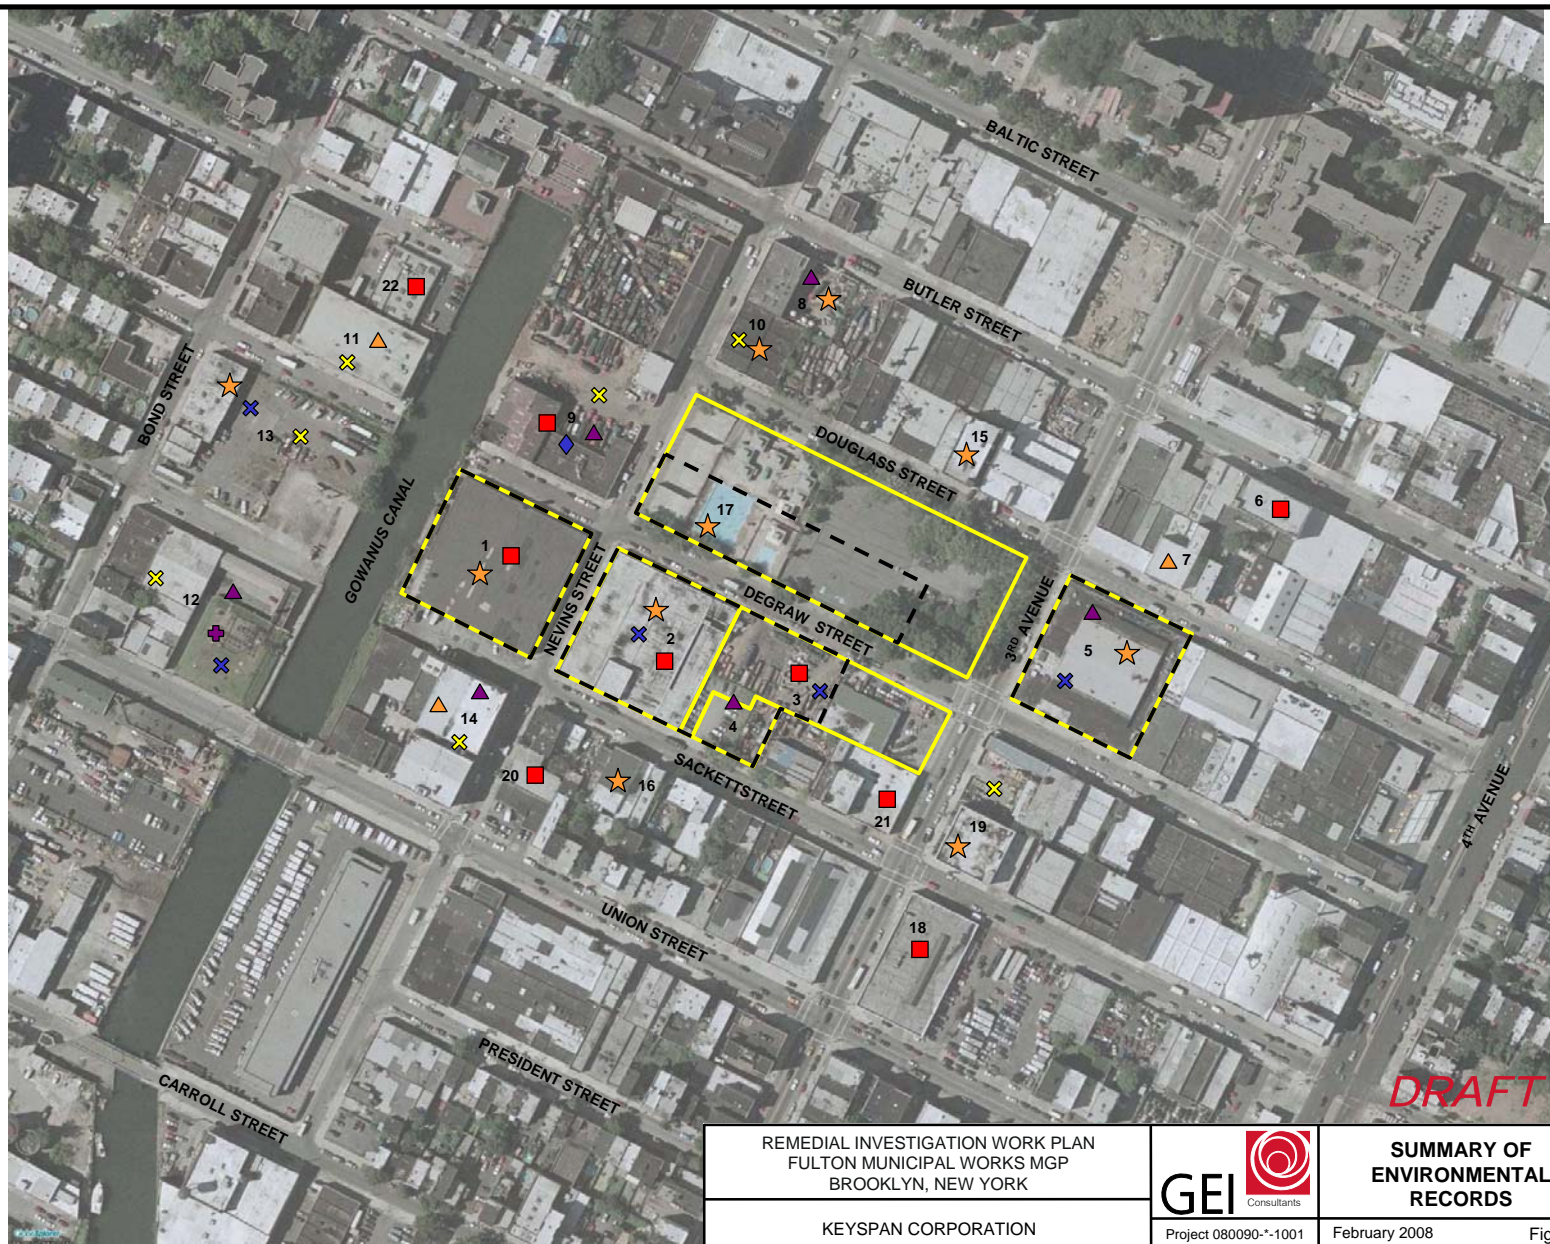 BALTIC STREET
BUTLER STREET
22
8
10
11
BOND STREET
9
13
DOUGLASS STREET
15
6
17
GOWANUS CANAL
1
7
NEVINS STREET
DEGRAW STREET
3RD AVENUE
12
2
5
3
4
14
SACKETTSTREET
20
16
21
19
4TH AVENUE
UNION STREET
18
PRESIDENT STREET
CARROLL STREET
DRAFT
REMEDIAL INVESTIGATION WORK PLAN
FULTON MUNICIPAL WORKS MGP
BROOKLYN, NEW YORK
KEYSPAN CORPORATION
GEI
Consultants
Project 080090-*-1001
SUMMARY OF
ENVIRONMENTAL
RECORDS
February 2008
Fig